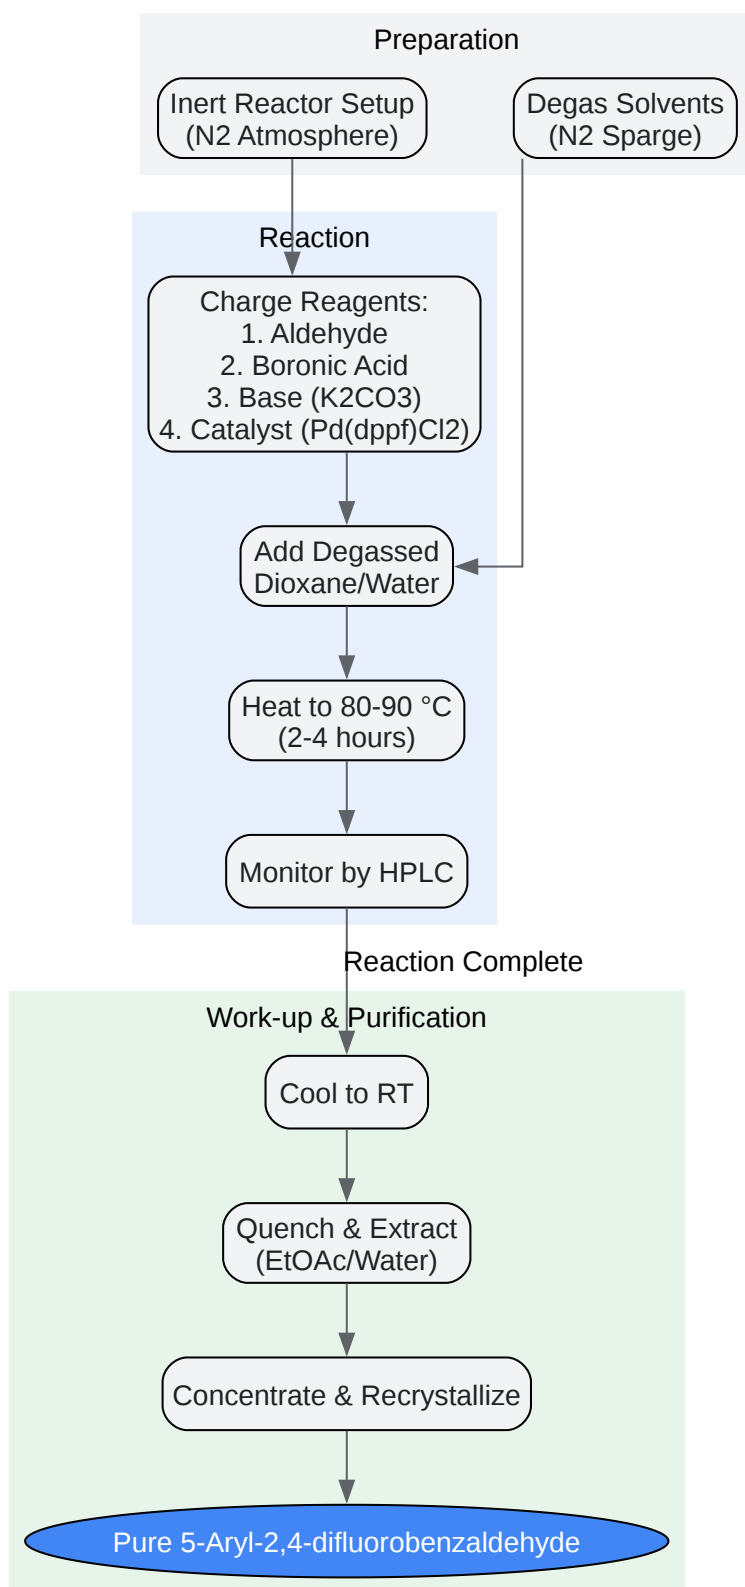 Preparation
Inert Reactor Setup
(N2 Atmosphere)
Degas Solvents
(N2 Sparge)
Reaction
Charge Reagents:
1. Aldehyde
2. Boronic Acid
3. Base (K2CO3)
4. Catalyst (Pd(dppf)Cl2)
Add Degassed
Dioxane/Water
Heat to 80-90 °C
(2-4 hours)
Monitor by HPLC
Reaction Complete
Work-up & Purification
Cool to RT
Quench & Extract
(EtOAc/Water)
Concentrate & Recrystallize
Pure 5-Aryl-2,4-difluorobenzaldehyde